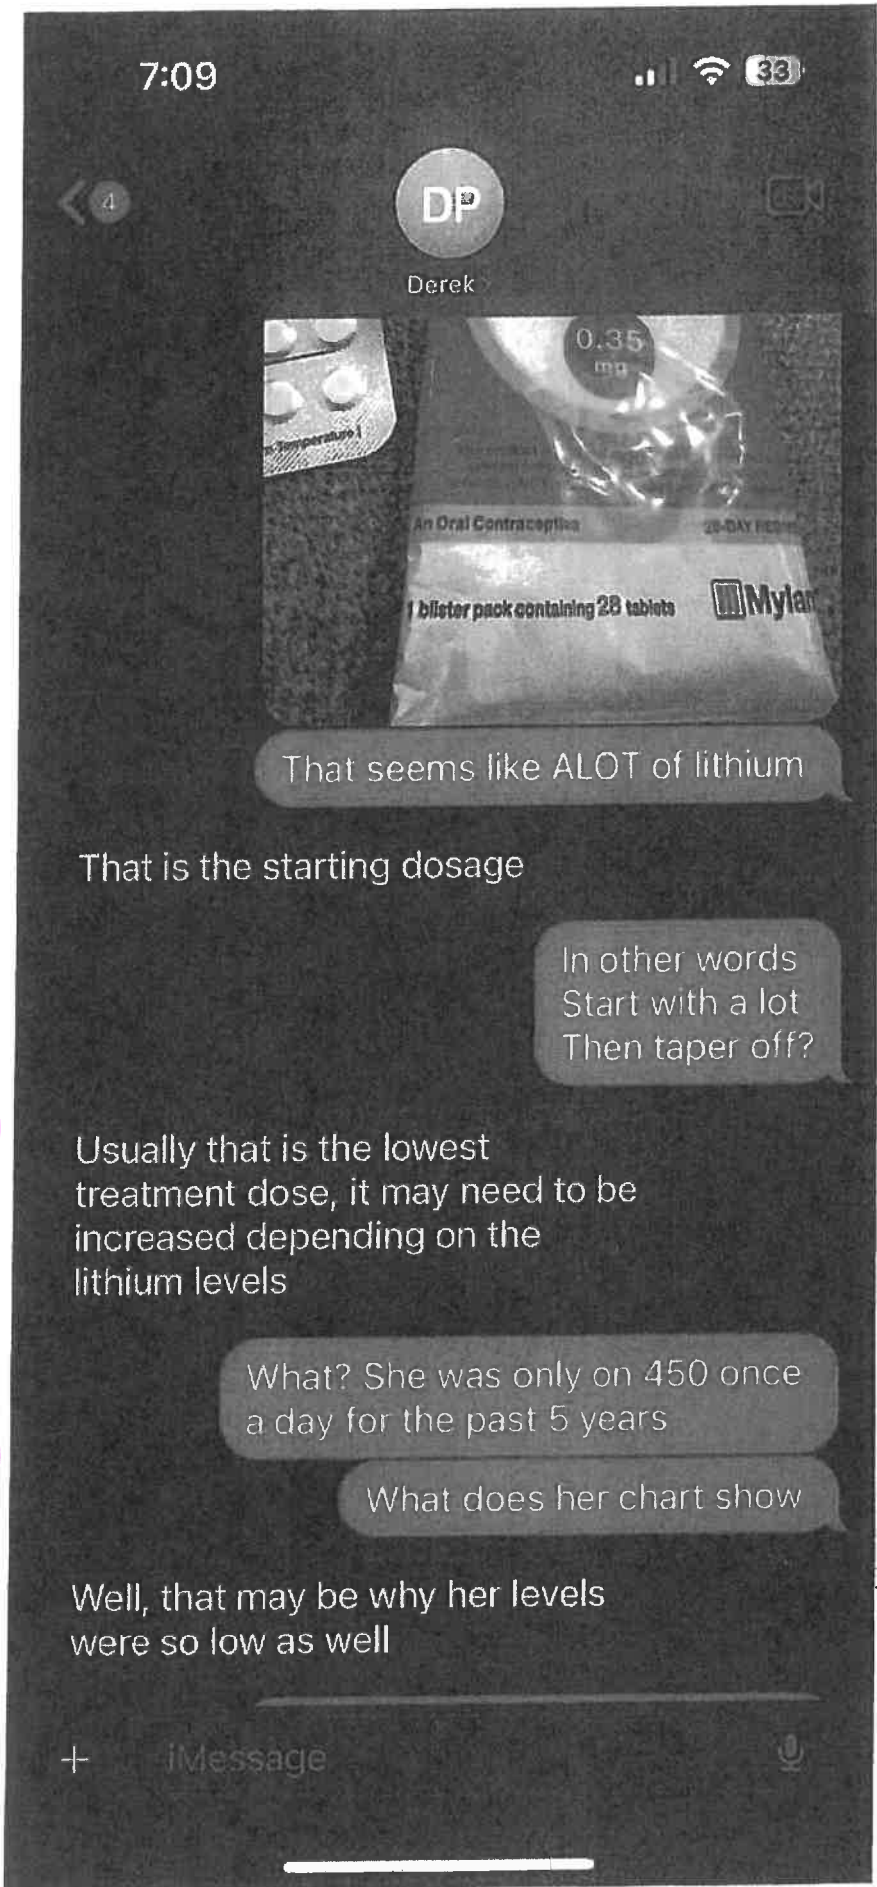 7:09
33
4
DP
Derek
0.35
mg
Temperature
An Oral Contraceptive
28-DAY
1 blister pack containing 28 tablets
Mylan
That seems like ALOT of lithium
That is the starting dosage
In other words
Start with a lot
Then taper off?
Usually that is the lowest
treatment dose, it may need to be
increased depending on the
lithium levels
What? She was only on 450 once
a day for the past 5 years
What does her chart show
Well, that may be why her levels
were so low as well
iMessage